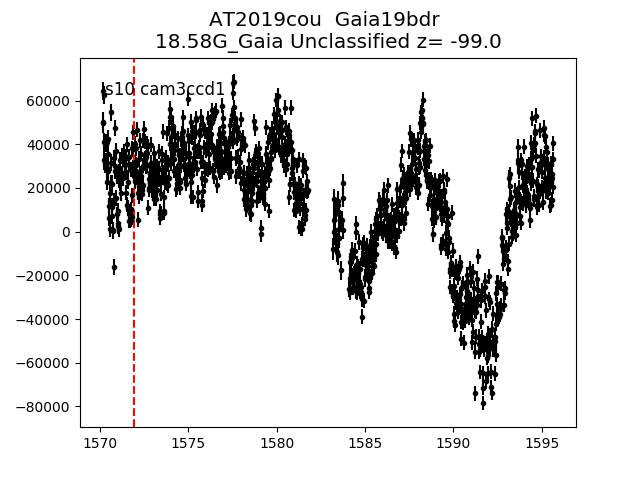 AT2019cou  Gaia19bdr
18.58G_Gaia Unclassified z= -99.0
s10 cam3ccd1
60000
40000
20000
0
−20000
−40000
−60000
−80000
1570 1575 1580 1585 1590 1595